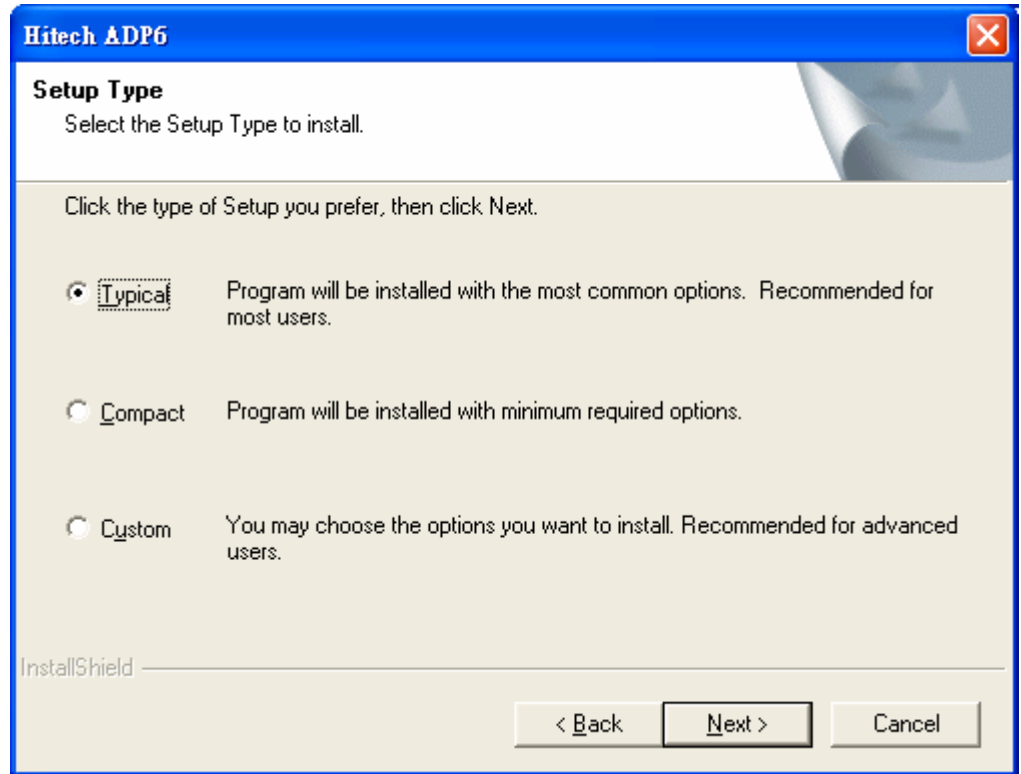 Hitech ADP6
Setup Type
Select the Setup Type to install.
Click the type of Setup you prefer, then click Next.
Typical
Program will be installed with the most common options.  Recommended for
most users.
Compact
Program will be installed with minimum required options.
Custom
You may choose the options you want to install. Recommended for advanced
users.
InstallShield
< Back
Next >
Cancel